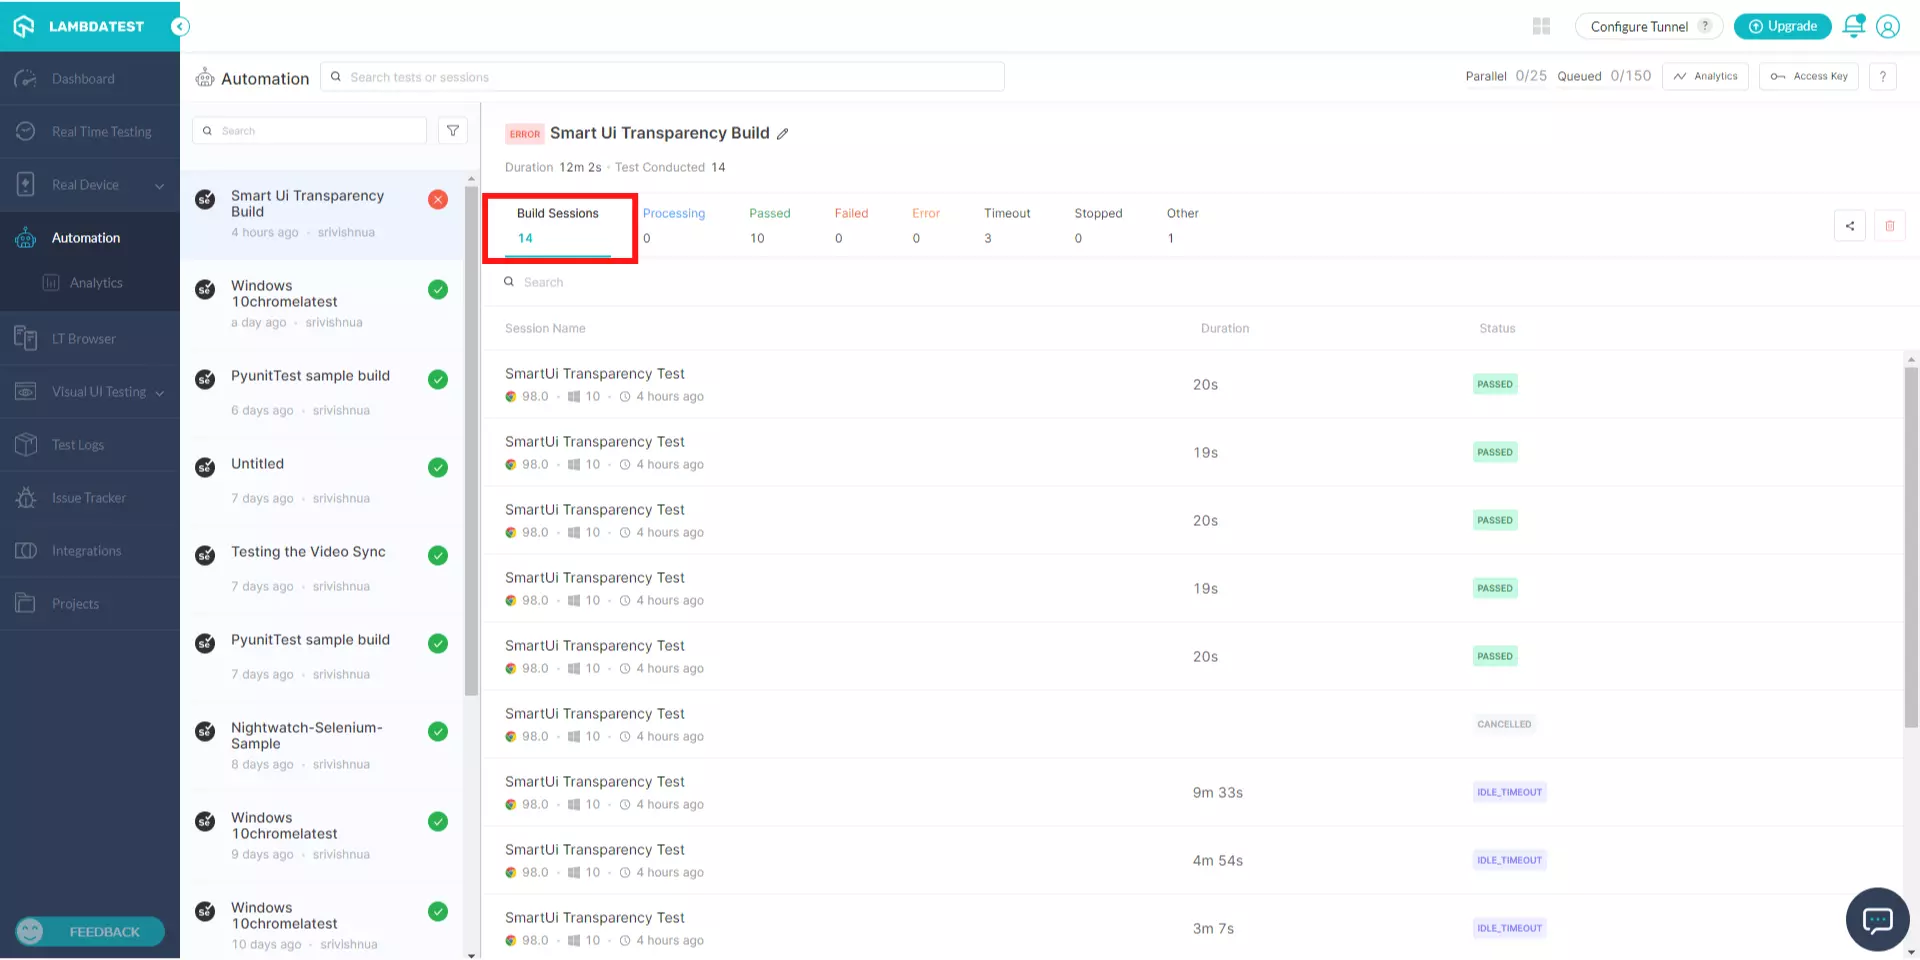 LAMBDATEST
Configure Tunnel ?
Upgrade
Dashboard
Real Time Testing
Real Device
Automation
Analytics
LT Browser
Visual UI Testing
Test Logs
Issue Tracker
Integrations
Projects
FEEDBACK
Automation
Search tests or sessions
Parallel 0/25 Queued 0/150
Analytics
Access Key
?
Search
Smart Ui Transparency
Build
4 hours ago • srivishnua
Windows
10chromelatest
a day ago • srivishnua
PyunitTest sample build
6 days ago • srivishnua
Untitled
7 days ago • srivishnua
Testing the Video Sync
7 days ago • srivishnua
PyunitTest sample build
7 days ago • srivishnua
Nightwatch-Selenium-
Sample
8 days ago • srivishnua
Windows
10chromelatest
9 days ago • srivishnua
Windows
10chromelatest
10 days ago • srivishnua
ERROR Smart Ui Transparency Build
Duration 12m 2s • Test Conducted 14
Build Sessions Processing Passed Failed Error Timeout Stopped Other
14 0 10 0 0 3 0 1
Search
Session Name Duration Status
SmartUi Transparency Test
98.0 • 10 • 4 hours ago
20s
PASSED
SmartUi Transparency Test
98.0 • 10 • 4 hours ago
19s
PASSED
SmartUi Transparency Test
98.0 • 10 • 4 hours ago
20s
PASSED
SmartUi Transparency Test
98.0 • 10 • 4 hours ago
19s
PASSED
SmartUi Transparency Test
98.0 • 10 • 4 hours ago
20s
PASSED
SmartUi Transparency Test
98.0 • 10 • 4 hours ago
CANCELLED
SmartUi Transparency Test
98.0 • 10 • 4 hours ago
9m 33s
IDLE_TIMEOUT
SmartUi Transparency Test
98.0 • 10 • 4 hours ago
4m 54s
IDLE_TIMEOUT
SmartUi Transparency Test
98.0 • 10 • 4 hours ago
3m 7s
IDLE_TIMEOUT